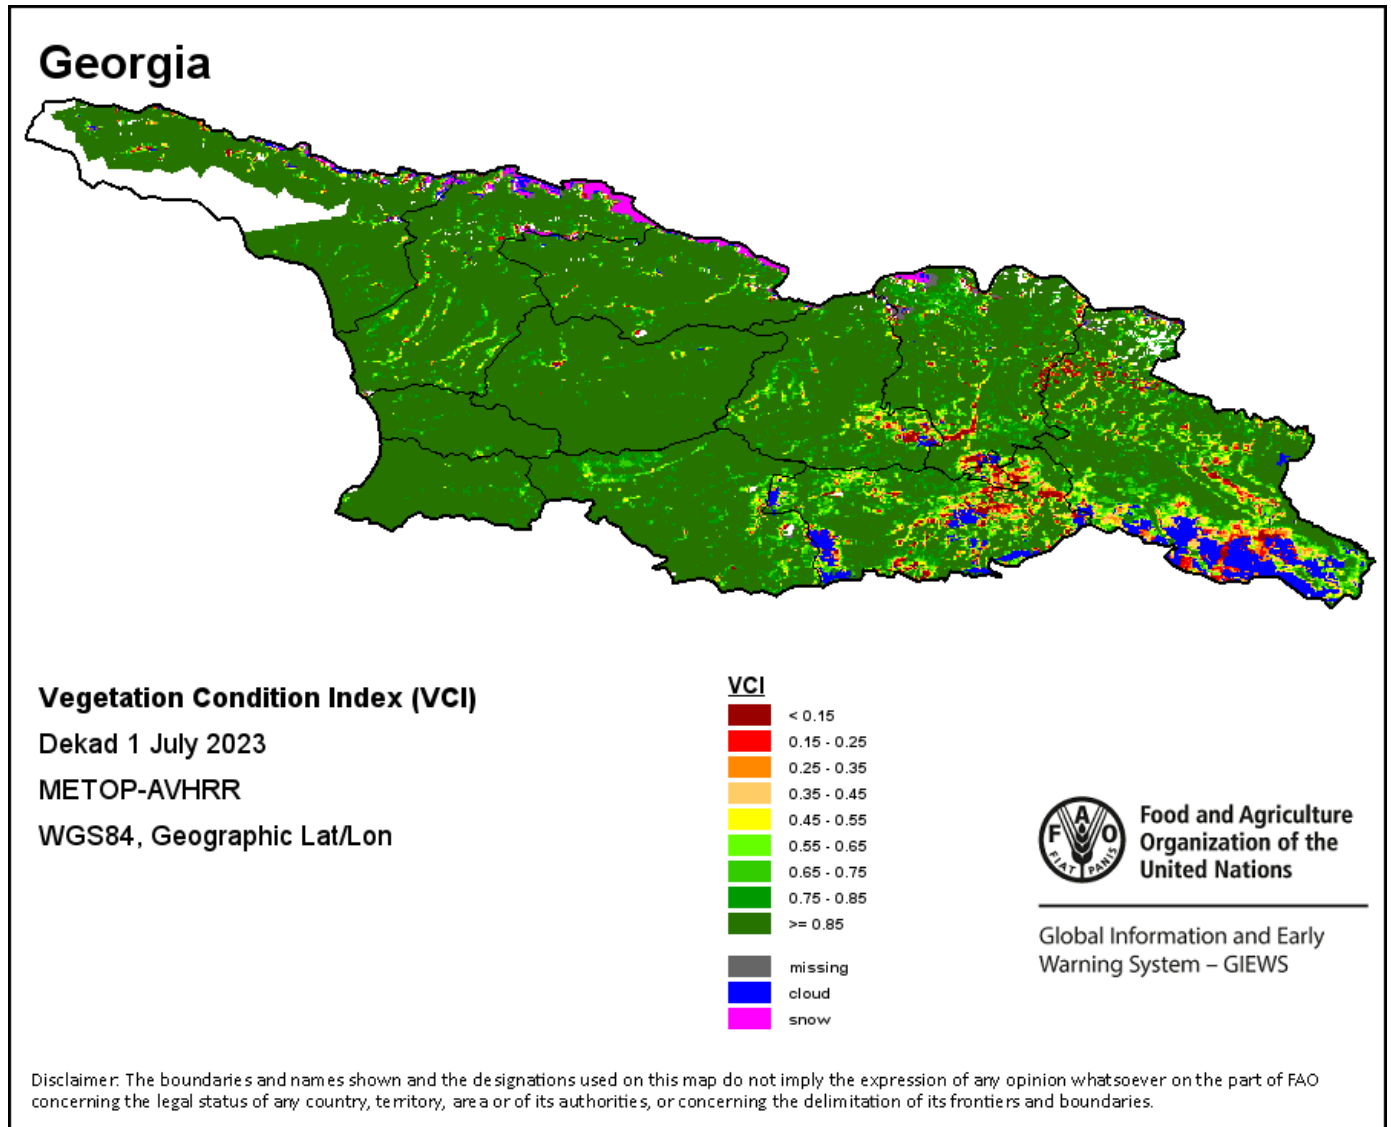 Georgia
Vegetation Condition Index (VCI)
Dekad 1 July 2023
METOP-AVHRR
WGS84, Geographic Lat/Lon
VCI
< 0.15
0.15 - 0.25
0.25 - 0.35
0.35 - 0.45
0.45 - 0.55
0.55 - 0.65
0.65 - 0.75
0.75 - 0.85
>= 0.85
missing
cloud
snow
F A O
FIAT PANIS
Food and Agriculture
Organization of the
United Nations
Global Information and Early
Warning System – GIEWS
Disclaimer: The boundaries and names shown and the designations used on this map do not imply the expression of any opinion whatsoever on the part of FAO
concerning the legal status of any country, territory, area or of its authorities, or concerning the delimitation of its frontiers and boundaries.